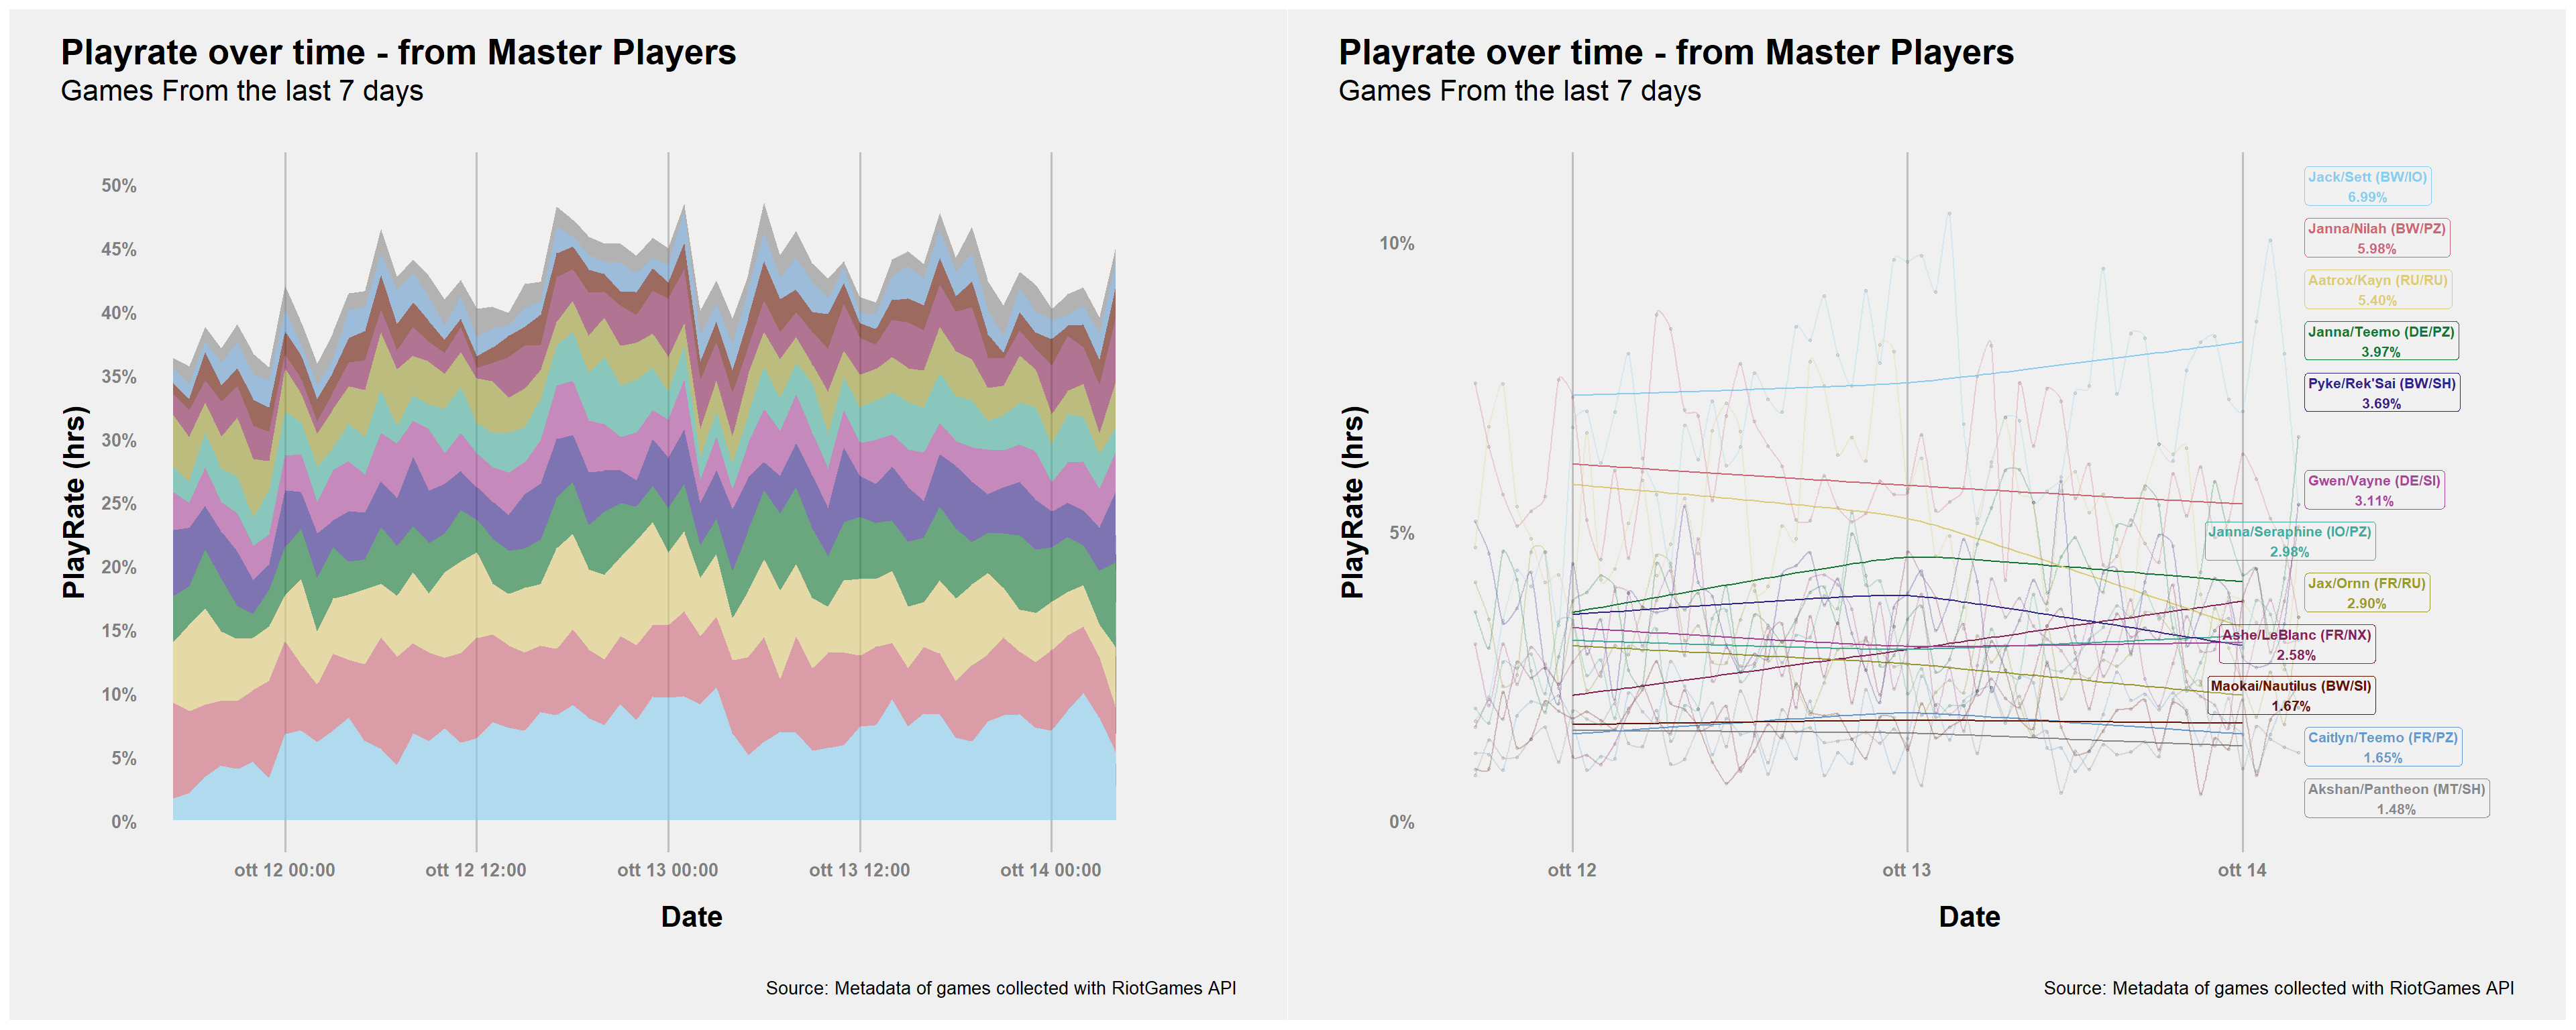 Playrate over time - from Master Players
Games From the last 7 days
PlayRate (hrs)
50%
45%
40%
35%
30%
25%
20%
15%
10%
5%
0%
ott 12 00:00
ott 12 12:00
ott 13 00:00
ott 13 12:00
ott 14 00:00
Date
Source: Metadata of games collected with RiotGames API
Playrate over time - from Master Players
Games From the last 7 days
PlayRate (hrs)
10%
5%
0%
Jack/Sett (BW/IO)
6.99%
Janna/Nilah (BW/PZ)
5.98%
Aatrox/Kayn (RU/RU)
5.40%
Janna/Teemo (DE/PZ)
3.97%
Pyke/Rek'Sai (BW/SH)
3.69%
Gwen/Vayne (DE/SI)
3.11%
Janna/Seraphine (IO/PZ)
2.98%
Jax/Ornn (FR/RU)
2.90%
Ashe/LeBlanc (FR/NX)
2.58%
Maokai/Nautilus (BW/SI)
1.67%
Caitlyn/Teemo (FR/PZ)
1.65%
Akshan/Pantheon (MT/SH)
1.48%
ott 12
ott 13
ott 14
Date
Source: Metadata of games collected with RiotGames API